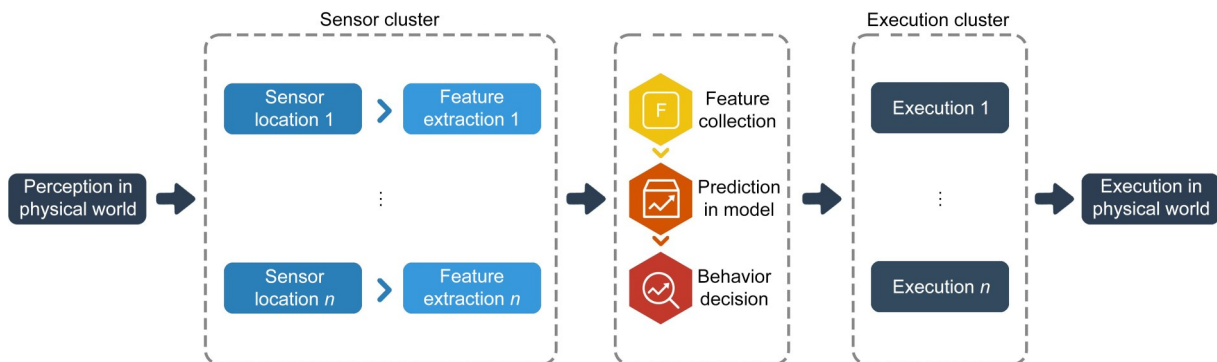 Sensor cluster
Execution cluster
Perception in
physical world
Sensor
location 1
Feature
extraction 1
⋮
Sensor
location n
Feature
extraction n
F
Feature
collection
Prediction
in model
Behavior
decision
Execution 1
⋮
Execution n
Execution in
physical world